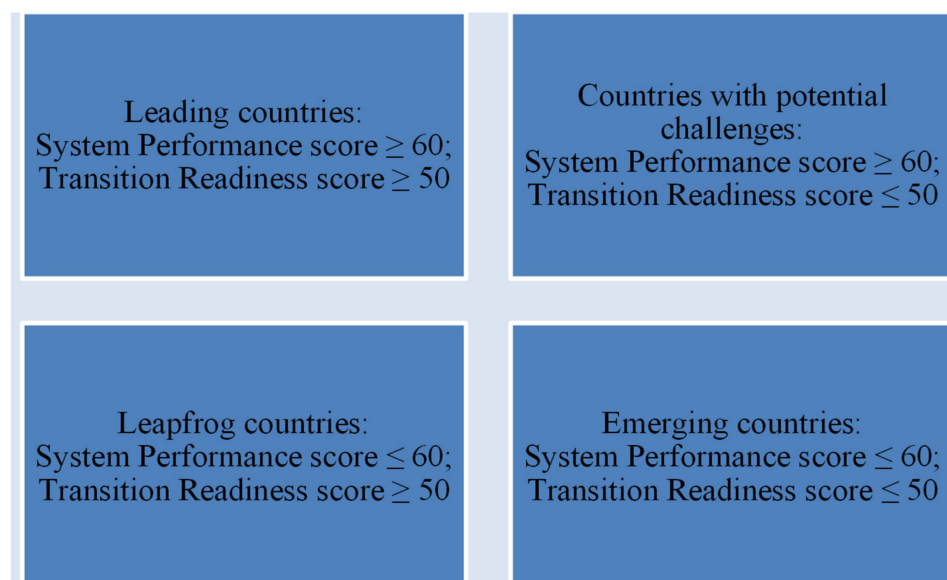 Leading countries:
System Performance score ≥ 60;
Transition Readiness score ≥ 50
Countries with potential
challenges:
System Performance score ≥ 60;
Transition Readiness score ≤ 50
Leapfrog countries:
System Performance score ≤ 60;
Transition Readiness score ≥ 50
Emerging countries:
System Performance score ≤ 60;
Transition Readiness score ≤ 50